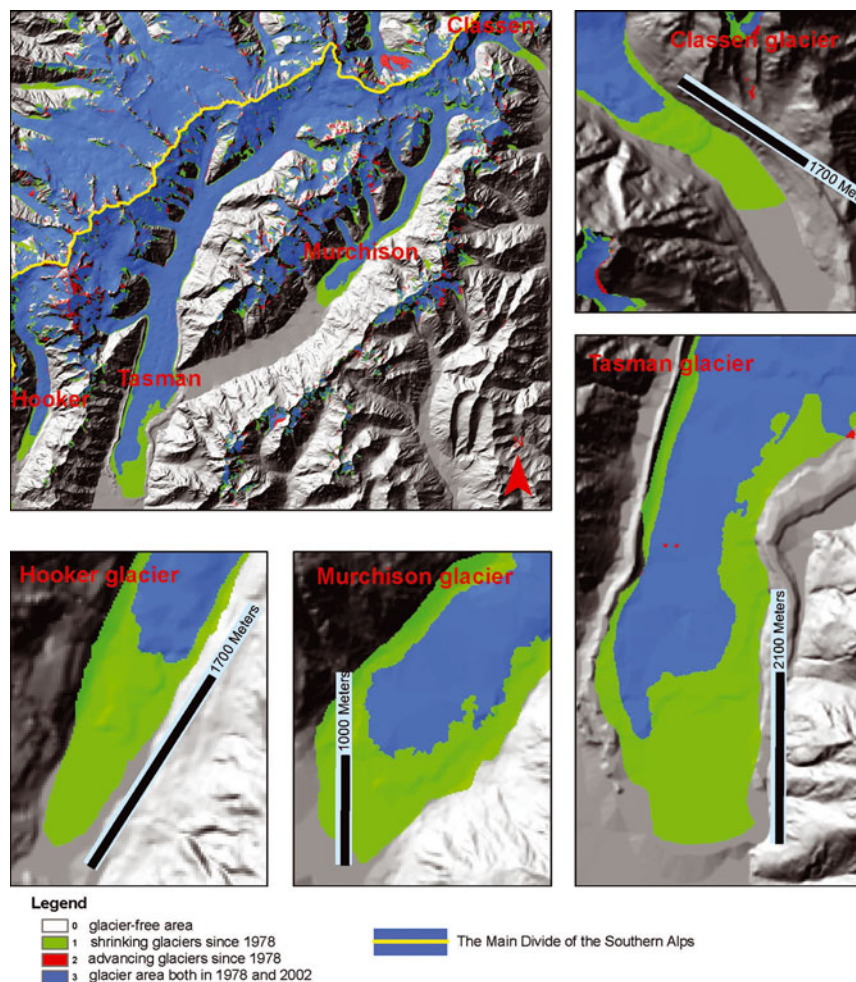 Classen
Murchison
Tasman
Hooker
Classen glacier
1700 Me
Tasman glacier
2100 Meters
Hooker glacier
1700 Meters
Murchison glacier
1000 Meters
Legend
0 glacier-free area
1 shrinking glaciers since 1978
2 advancing glaciers since 1978
3 glacier area both in 1978 and 2002
The Main Divide of the Southern Alps